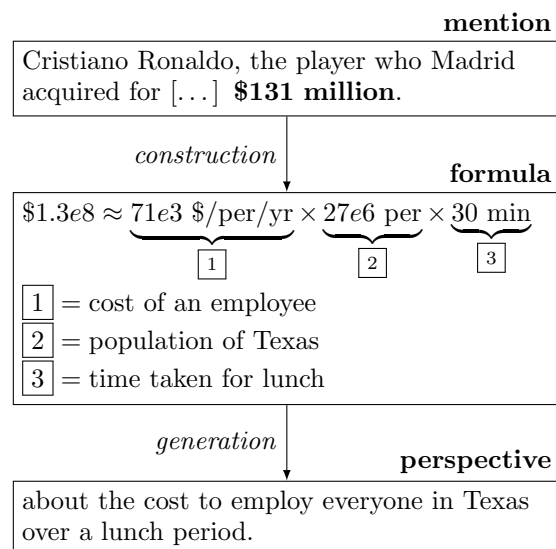 mention
Cristiano Ronaldo, the player who Madrid
acquired for [...] $131 million.
construction
formula
$1.3e8 ≈ 71e3 $/per/yr × 27e6 per × 30 min
1 2 3
1 = cost of an employee
2 = population of Texas
3 = time taken for lunch
generation
perspective
about the cost to employ everyone in Texas
over a lunch period.